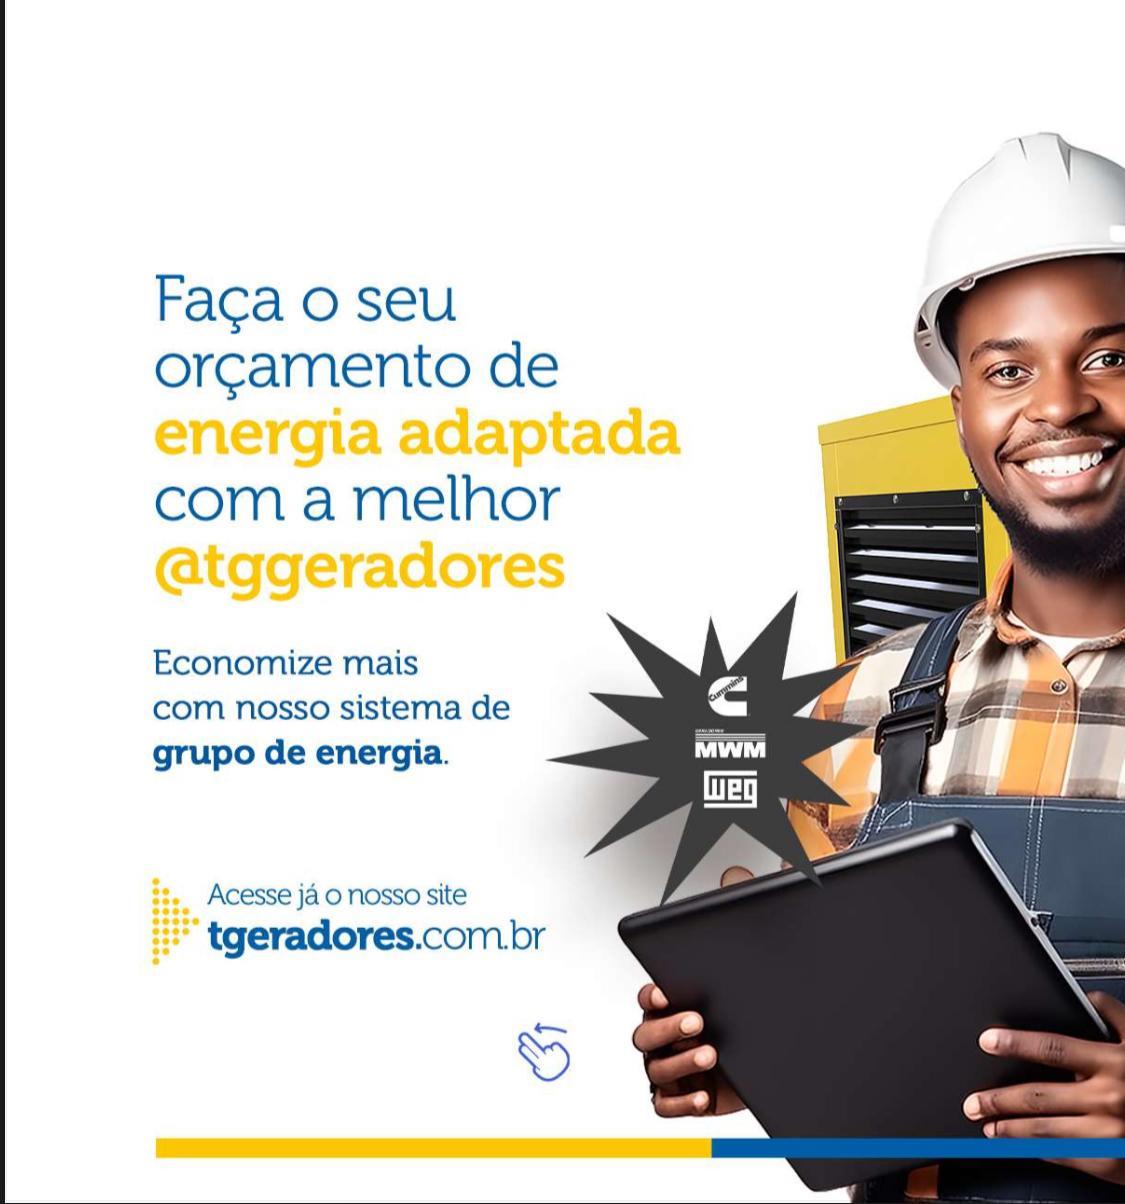 Faça o seu
orçamento de
energia adaptada
com a melhor
@tggeradores
Economize mais
com nosso sistema de
grupo de energia.
Cummins
MWM
weg
Acesse já o nosso site
tgeradores.com.br